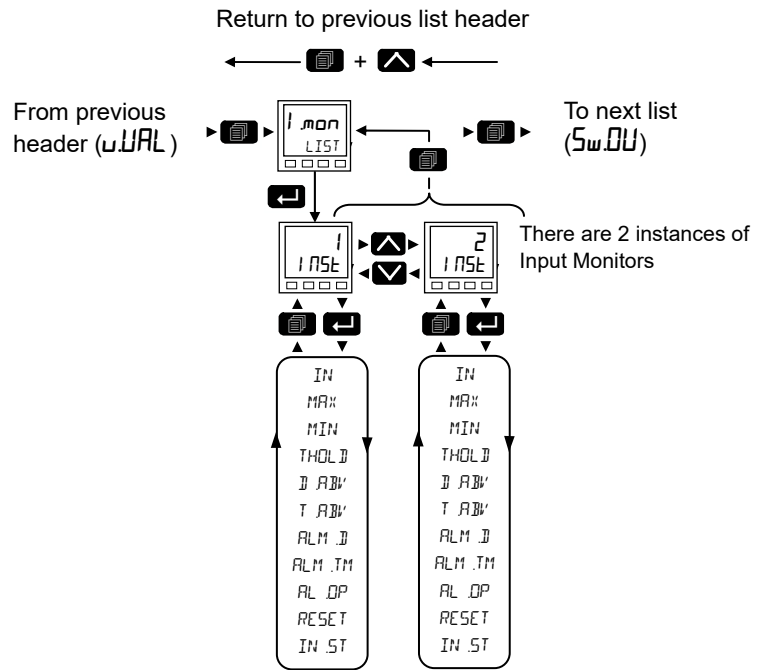 Return to previous list header
+
From previous
header (u.VAL)
I.mon
LIST
To next list
(Sw.OV)
1
INSt
2
INSt
There are 2 instances of
Input Monitors
IN
MAX
MIN
THOLD
D.ABV
T.ABV
ALM.D
ALM.TM
AL.OP
RESET
IN.ST
IN
MAX
MIN
THOLD
D.ABV
T.ABV
ALM.D
ALM.TM
AL.OP
RESET
IN.ST